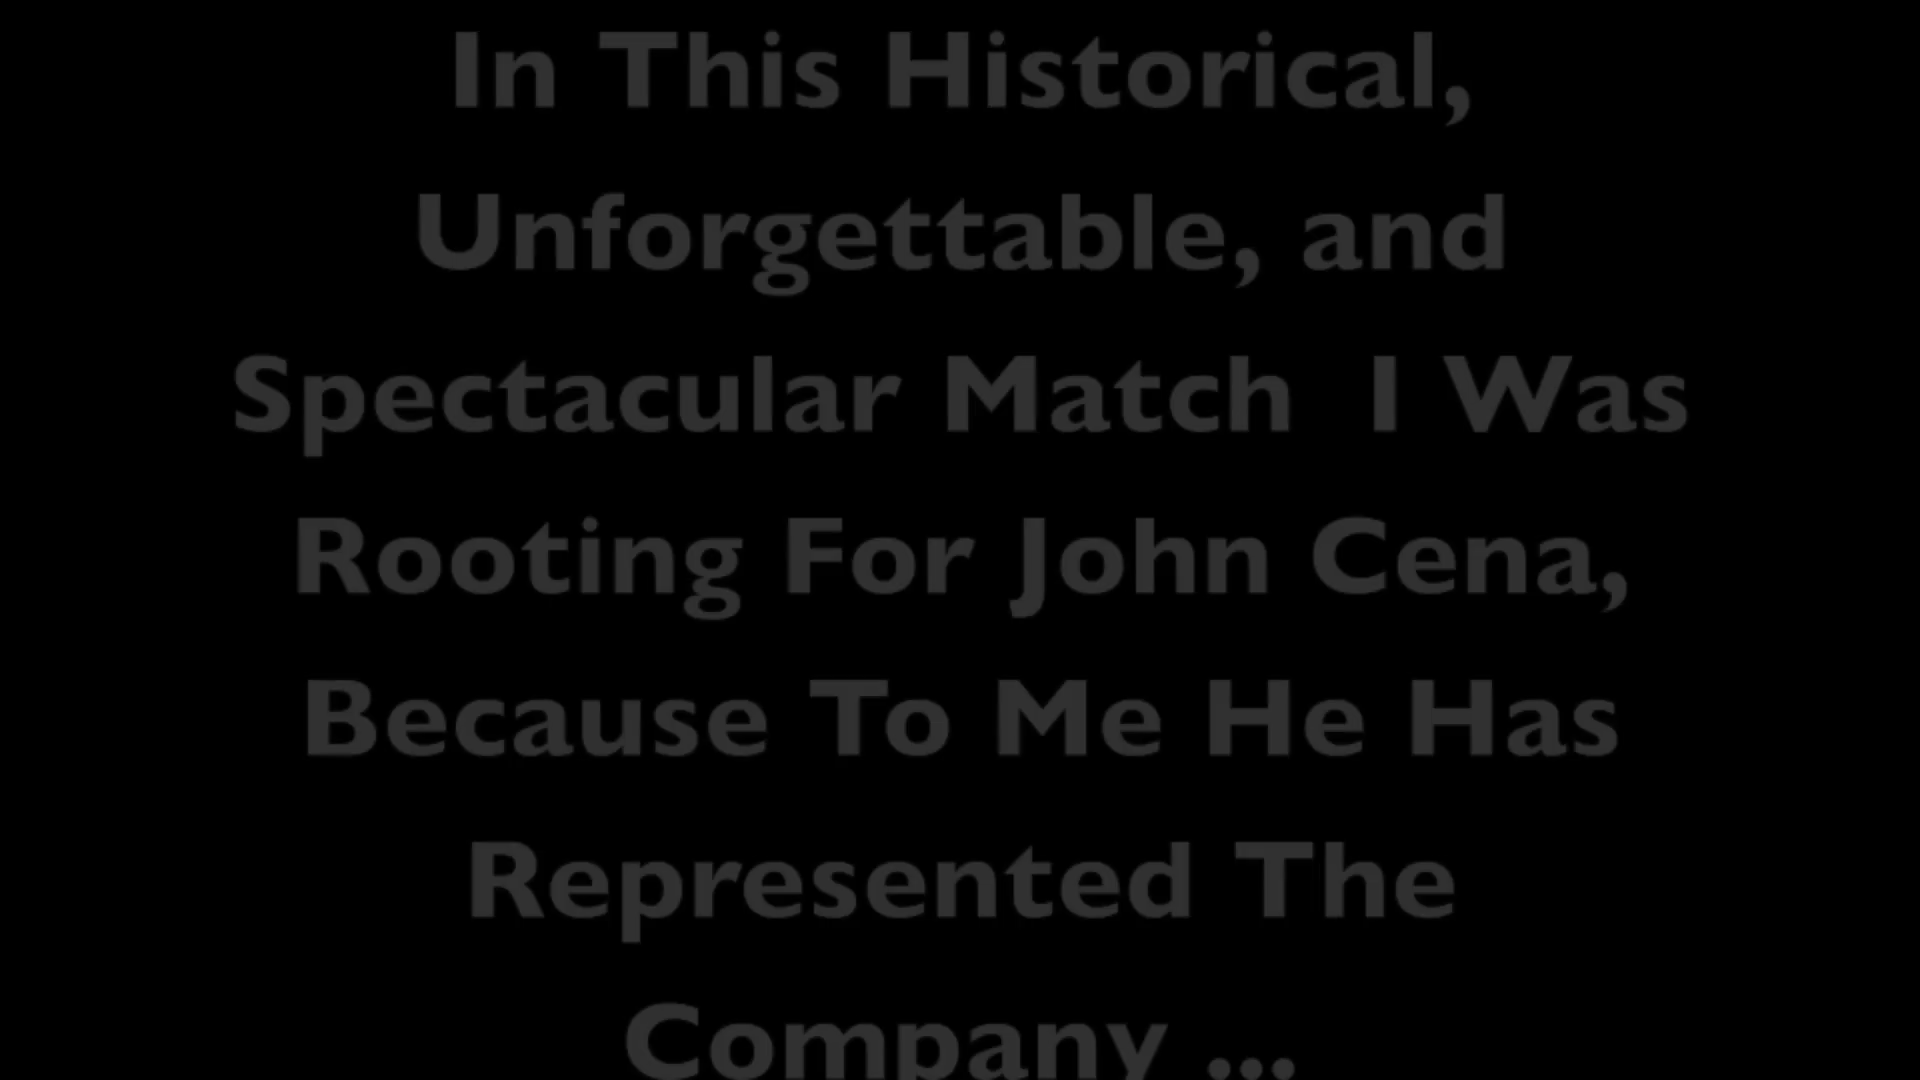 In This Historical,
Unforgettable, and
Spectacular Match  I Was
Rooting For John Cena,
Because To Me He Has
Represented The
Company ...